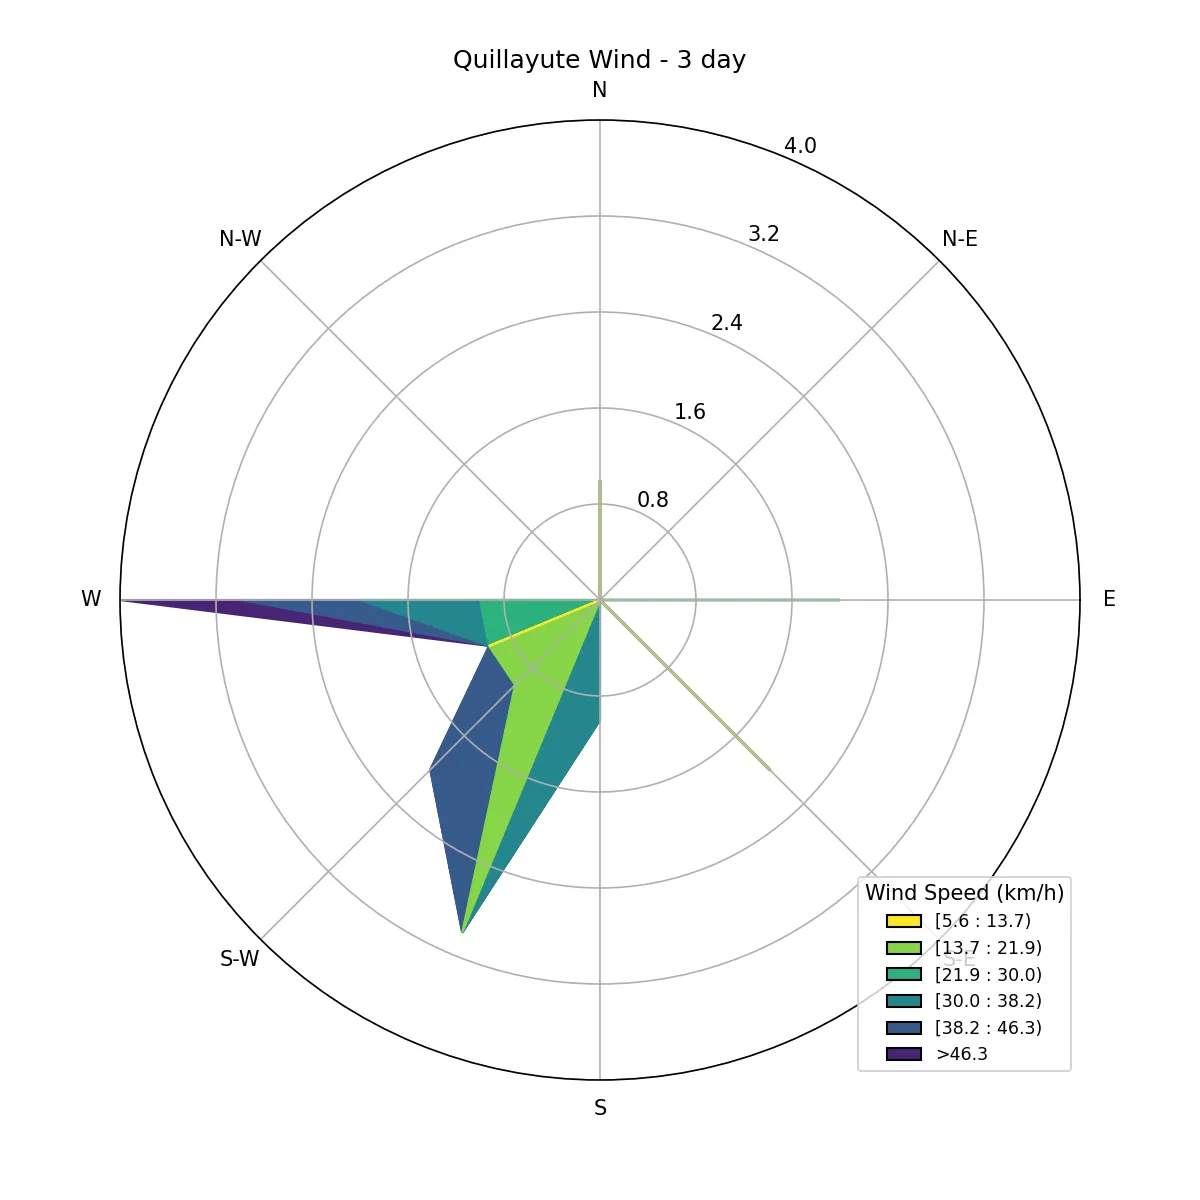 Quillayute Wind - 3 day
N
4.0
3.2
N-W
N-E
2.4
1.6
0.8
W
E
Wind Speed (km/h)
[5.6 : 13.7)
[13.7 : 21.9)
S-W
S-E
[21.9 : 30.0)
[30.0 : 38.2)
[38.2 : 46.3)
>46.3
S